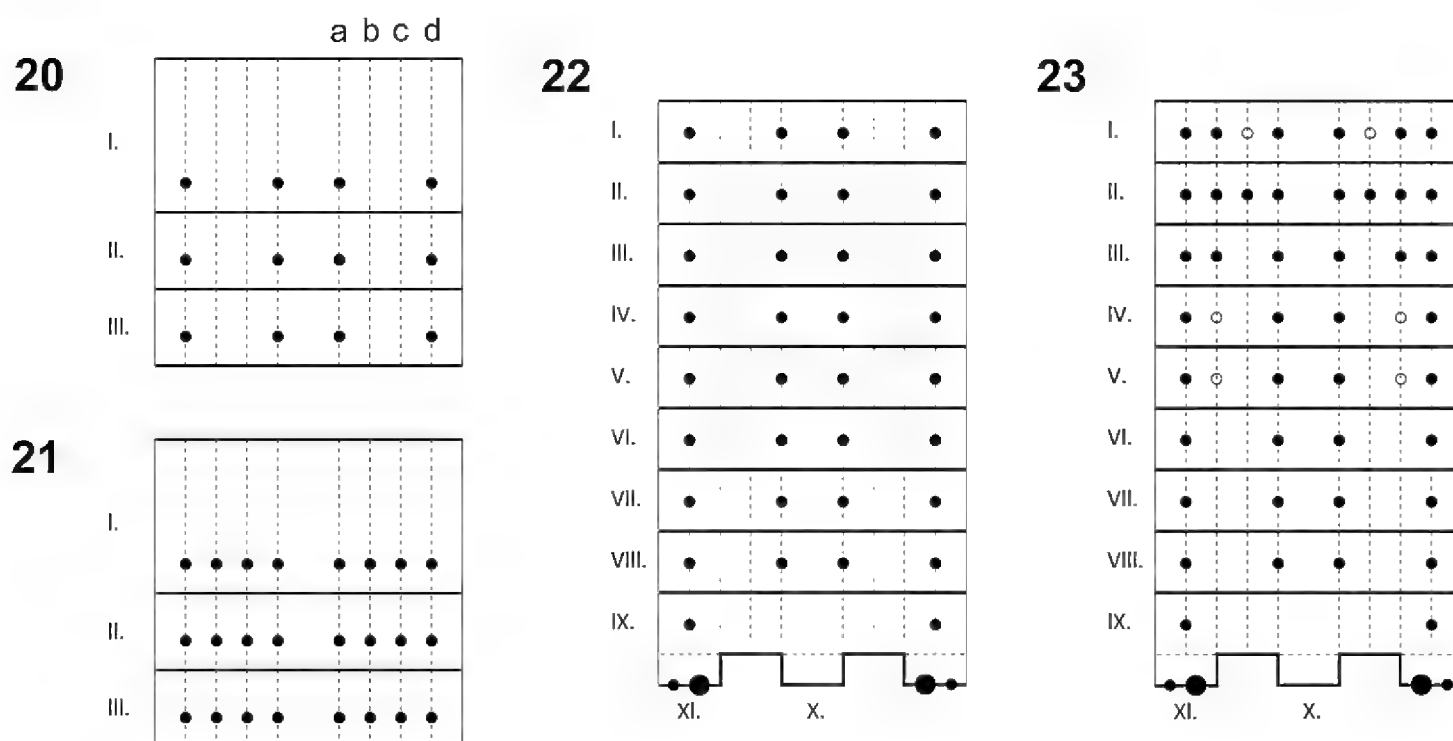 a b c d
20
I.
II.
III.
21
I.
II.
III.
22
I.
II.
III.
IV.
V.
VI.
VII.
VIII.
IX.
XI. X.
23
I.
II.
III.
IV.
V.
VI.
VII.
VIII.
IX.
XI. X.